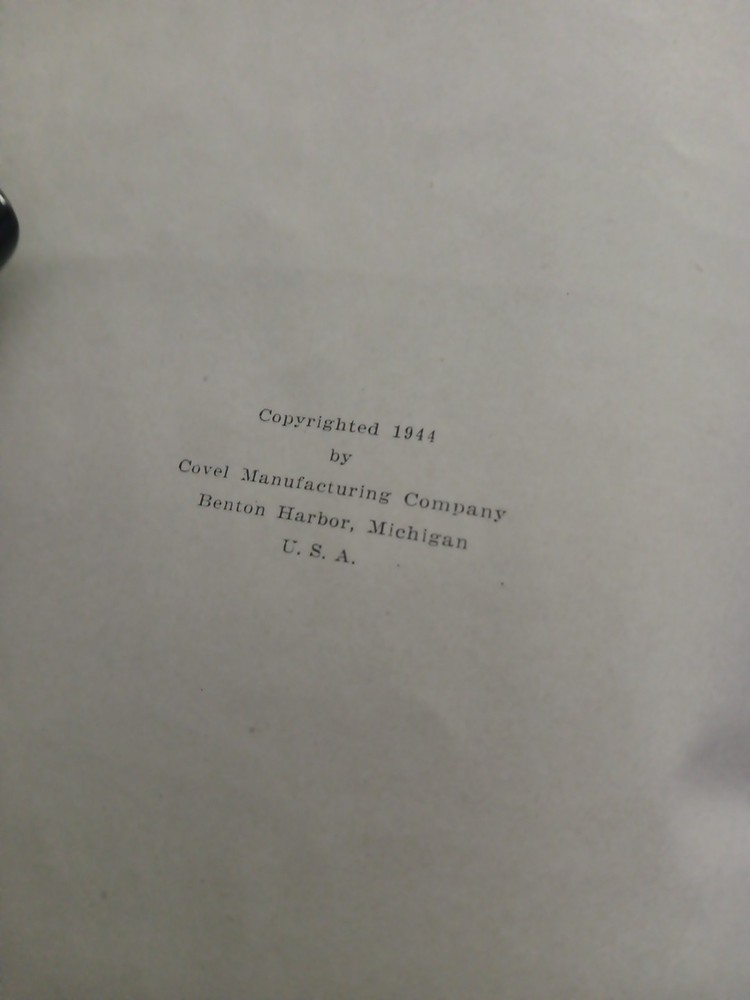 Copyrighted 1944
by
Covel Manufacturing Company
Benton Harbor, Michigan
U. S. A.